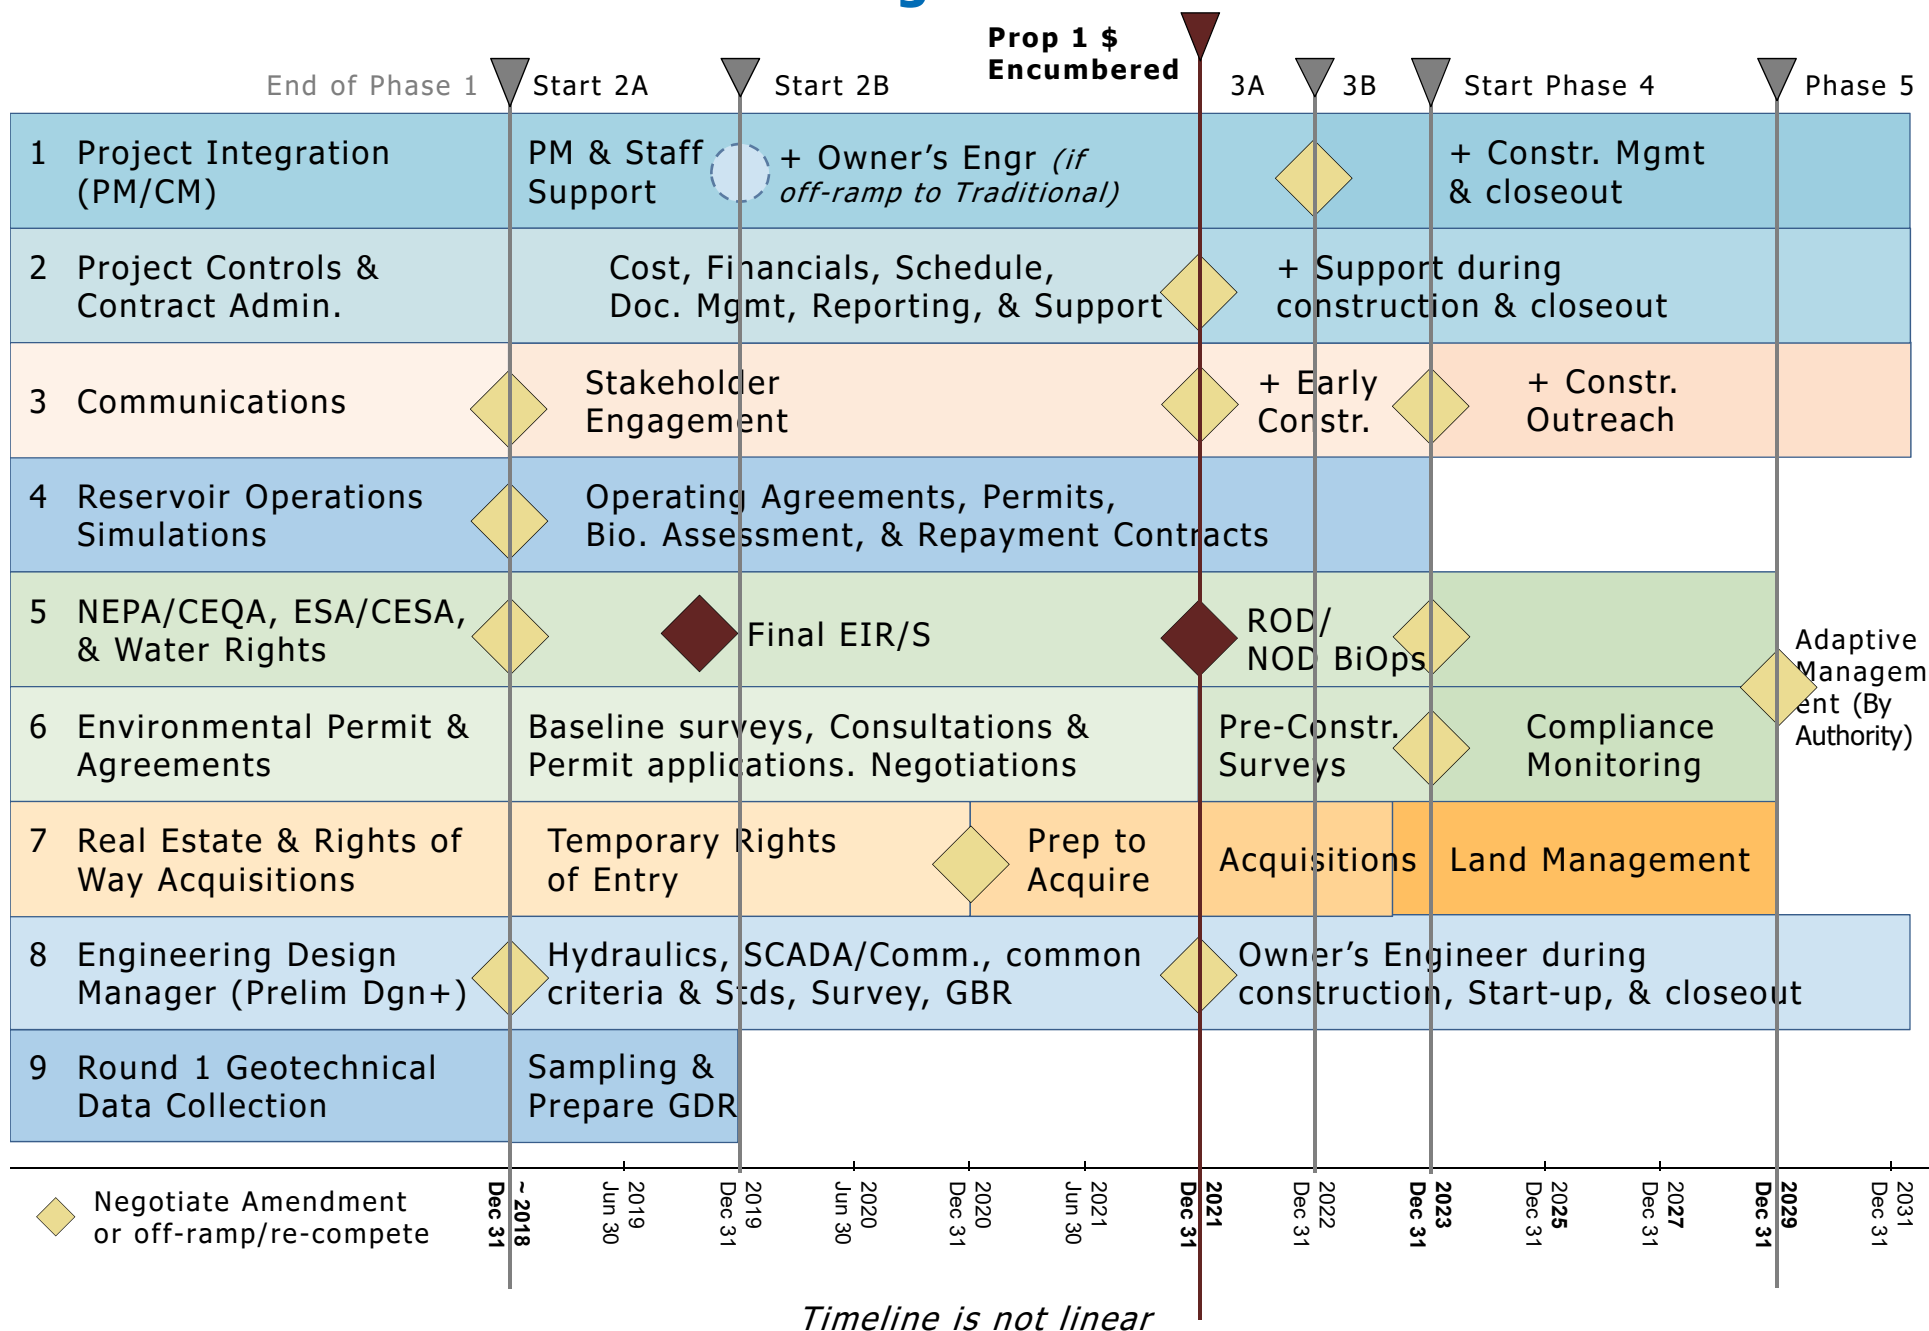 Prop 1 $
Encumbered
End of Phase 1
Start 2A
Start 2B
3A
3B
Start Phase 4
Phase 5
1 Project Integration
(PM/CM)
PM & Staff
Support
+ Owner's Engr (if
off-ramp to Traditional)
+ Constr. Mgmt
& closeout
2 Project Controls &
Contract Admin.
Cost, Financials, Schedule,
Doc. Mgmt, Reporting, & Support
+ Support during
construction & closeout
3 Communications
Stakeholder
Engagement
+ Early
Constr.
+ Constr.
Outreach
4 Reservoir Operations
Simulations
Operating Agreements, Permits,
Bio. Assessment, & Repayment Contracts
5 NEPA/CEQA, ESA/CESA,
& Water Rights
Final EIR/S
ROD/
NOD BiOps
Adaptive
Managem
ent (By
Authority)
6 Environmental Permit &
Agreements
Baseline surveys, Consultations &
Permit applications. Negotiations
Pre-Constr.
Surveys
Compliance
Monitoring
7 Real Estate & Rights of
Way Acquisitions
Temporary Rights
of Entry
Prep to
Acquire
Acquisitions
Land Management
8 Engineering Design
Manager (Prelim Dgn+)
Hydraulics, SCADA/Comm., common
criteria & Stds, Survey, GBR
Owner's Engineer during
construction, Start-up, & closeout
9 Round 1 Geotechnical
Data Collection
Sampling &
Prepare GDR
Negotiate Amendment
or off-ramp/re-compete
~ 2018
Dec 31
2019
Jun 30
2019
Dec 31
2020
Jun 30
2020
Dec 31
2021
Jun 30
2021
Dec 31
2022
Dec 31
2023
Dec 31
2025
Dec 31
2027
Dec 31
2029
Dec 31
2031
Dec 31
Timeline is not linear